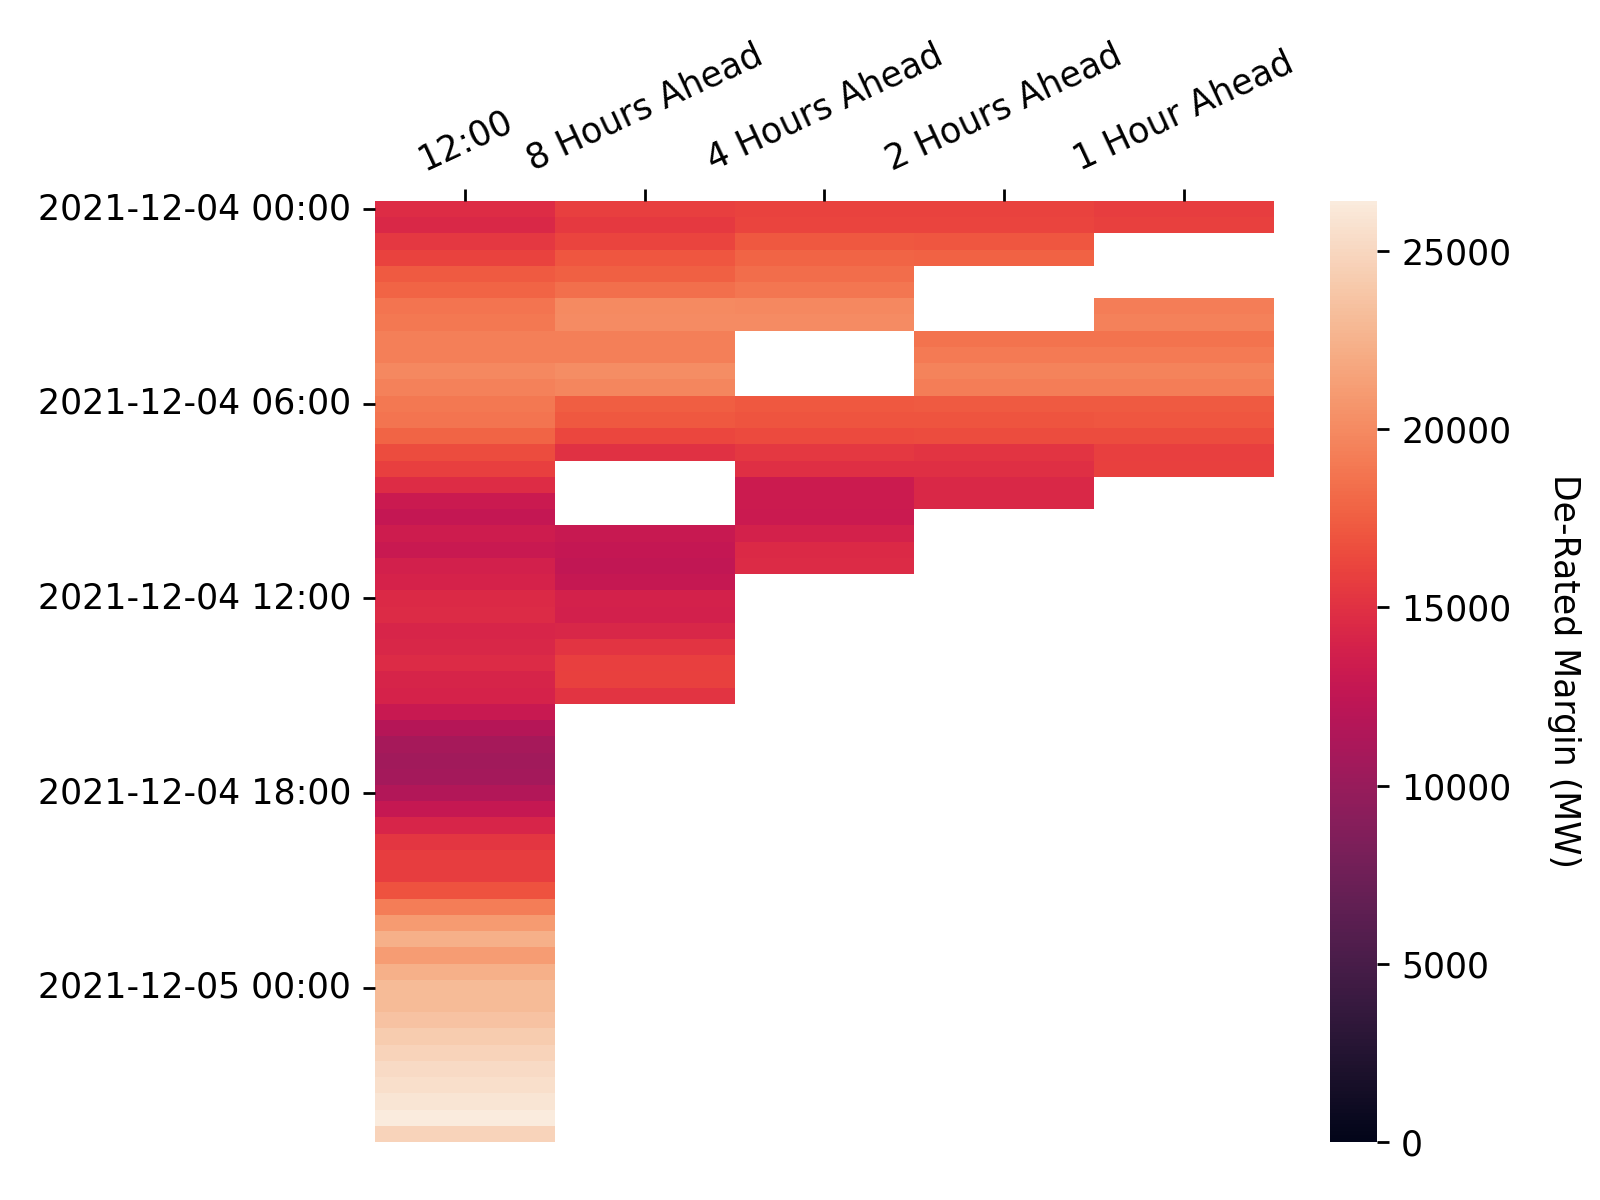 12:00
8 Hours Ahead
4 Hours Ahead
2 Hours Ahead
1 Hour Ahead
2021-12-04 00:00
2021-12-04 06:00
2021-12-04 12:00
2021-12-04 18:00
2021-12-05 00:00
25000
20000
15000
10000
5000
0
De-Rated Margin (MW)